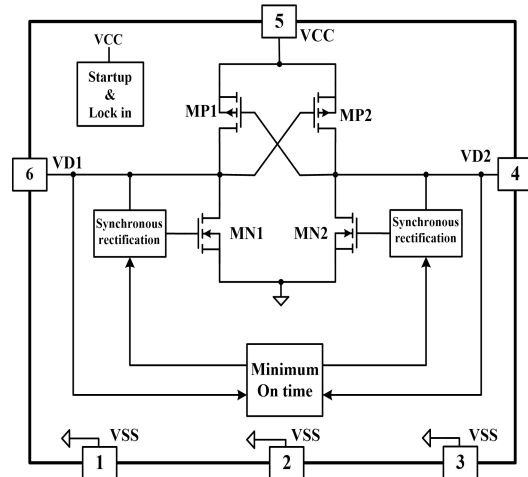 5
VCC
VCC
Startup
&
Lock in
MP1
MP2
6
VD1
VD2
4
Synchronous
rectification
MN1
MN2
Synchronous
rectification
Minimum
On time
VSS
VSS
VSS
1
2
3